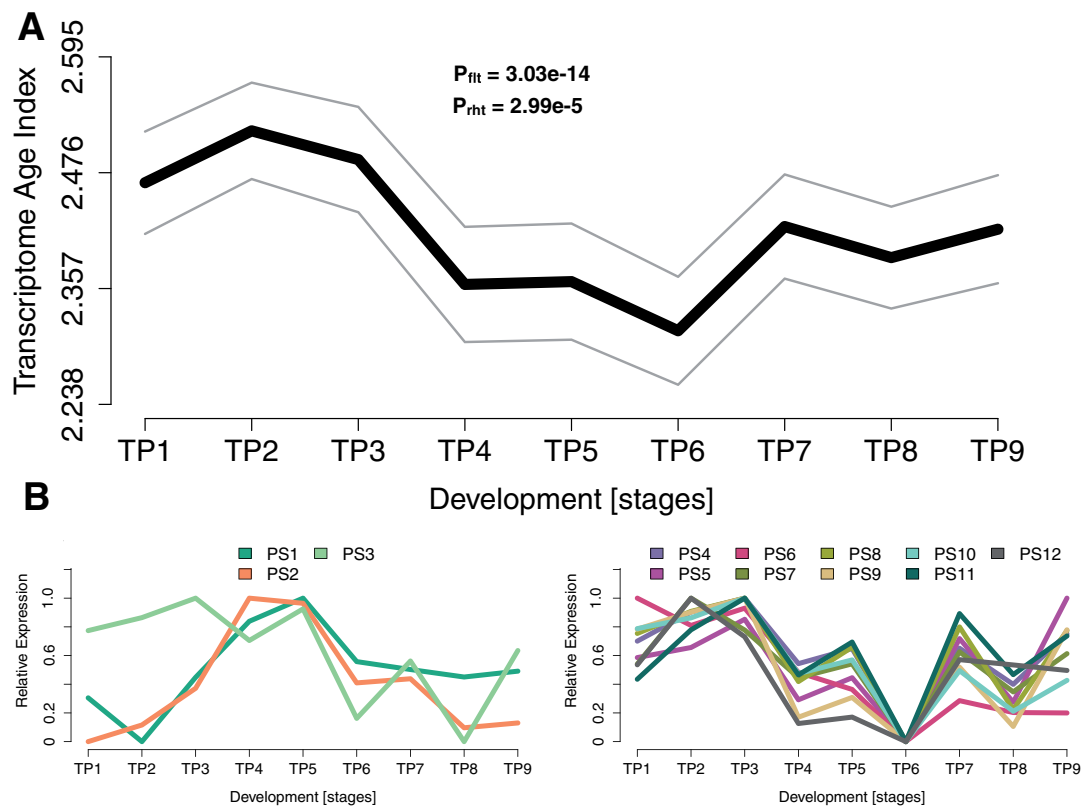 A
Transcriptome Age Index
2.595
2.476
2.357
2.238
Pflt = 3.03e-14
Prht = 2.99e-5
TP1 TP2 TP3 TP4 TP5 TP6 TP7 TP8 TP9
Development [stages]
B
PS1 PS3
PS2
Relative Expression
1.0
0.6
0.2
0
TP1 TP2 TP3 TP4 TP5 TP6 TP7 TP8 TP9
Development [stages]
PS4 PS6 PS8 PS10 PS12
PS5 PS7 PS9 PS11
Relative Expression
1.0
0.6
0.2
0
TP1 TP2 TP3 TP4 TP5 TP6 TP7 TP8 TP9
Development [stages]